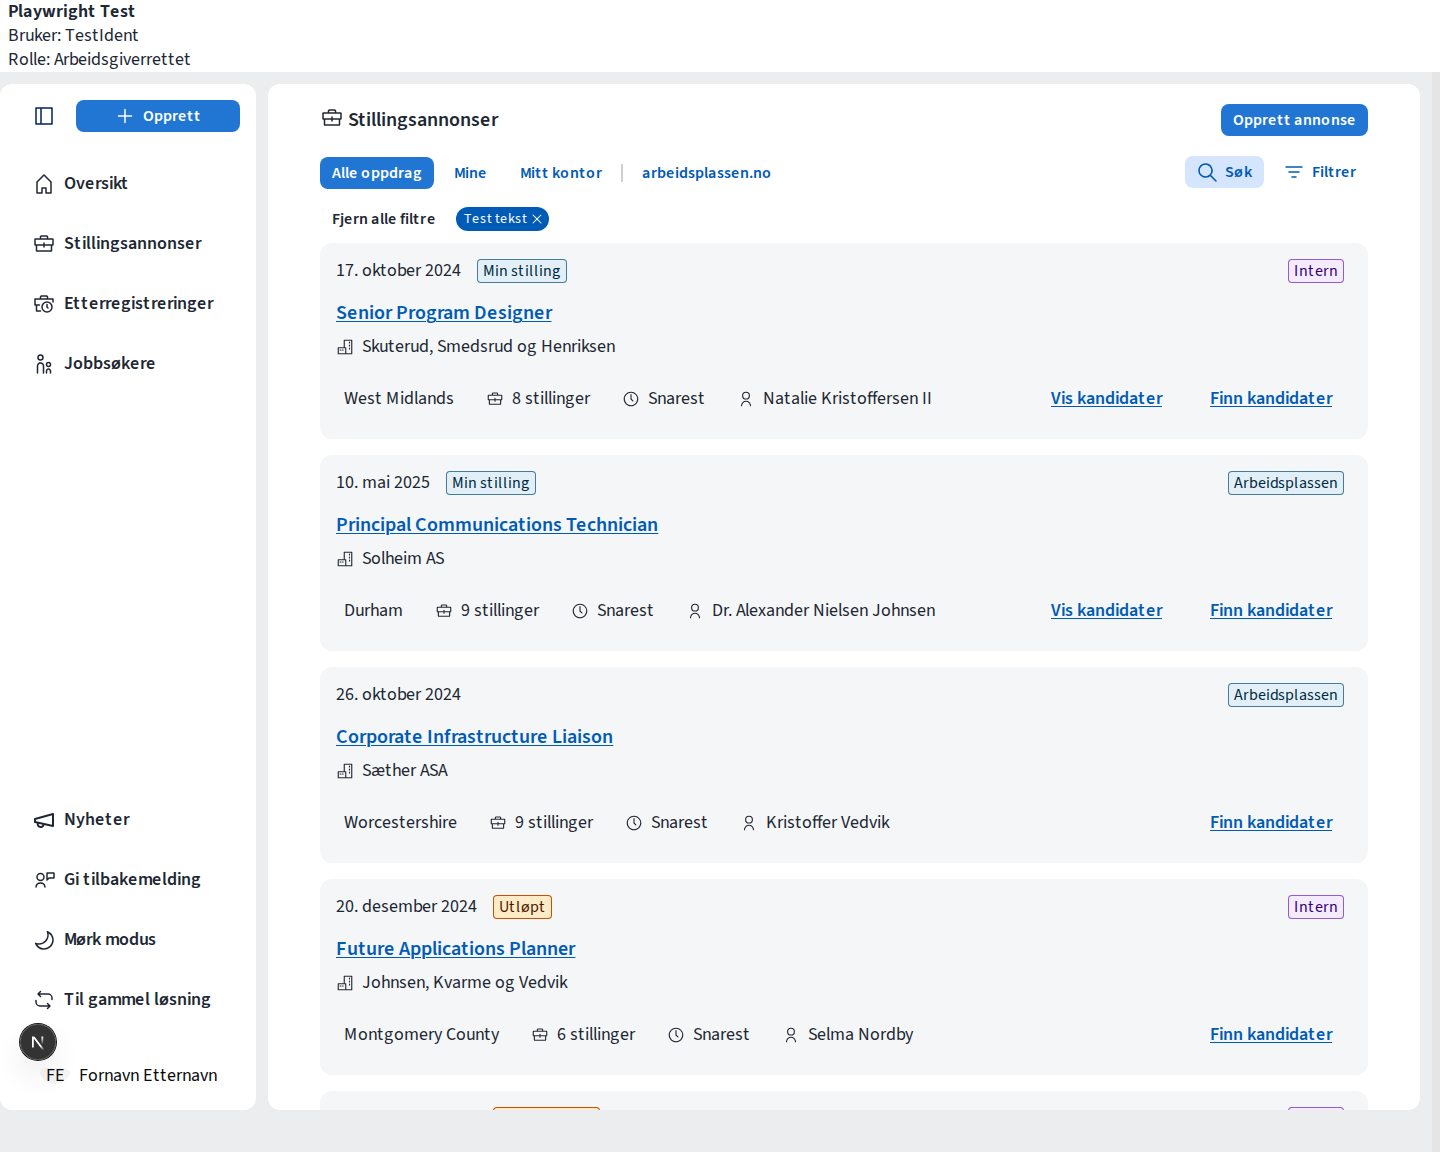 Playwright Test
Bruker: TestIdent
Rolle: Arbeidsgiverrettet
Opprett
Oversikt
Stillingsannonser
Etterregistreringer
Jobbsøkere
Nyheter
Gi tilbakemelding
Mørk modus
Til gammel løsning
N
FE Fornavn Etternavn
Stillingsannonser
Opprett annonse
Alle oppdrag Mine Mitt kontor arbeidsplassen.no Søk Filtrer
Fjern alle filtre Test tekst
17. oktober 2024 Min stilling Intern
Senior Program Designer
Skuterud, Smedsrud og Henriksen
West Midlands 8 stillinger Snarest Natalie Kristoffersen II Vis kandidater Finn kandidater
10. mai 2025 Min stilling Arbeidsplassen
Principal Communications Technician
Solheim AS
Durham 9 stillinger Snarest Dr. Alexander Nielsen Johnsen Vis kandidater Finn kandidater
26. oktober 2024 Arbeidsplassen
Corporate Infrastructure Liaison
Sæther ASA
Worcestershire 9 stillinger Snarest Kristoffer Vedvik Finn kandidater
20. desember 2024 Utløpt Intern
Future Applications Planner
Johnsen, Kvarme og Vedvik
Montgomery County 6 stillinger Snarest Selma Nordby Finn kandidater